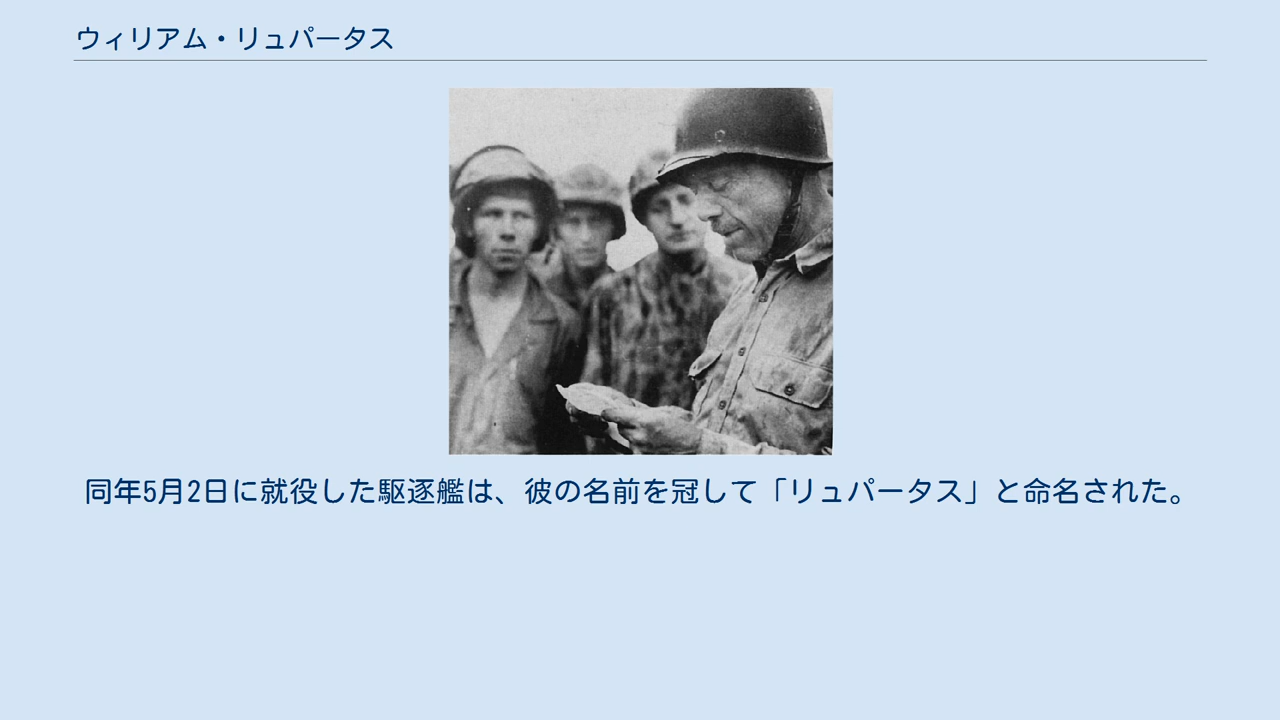 ウィリアム・リュパータス
同年5月2日に就役した駆逐艦は、彼の名前を冠して「リュパータス」と命名された。